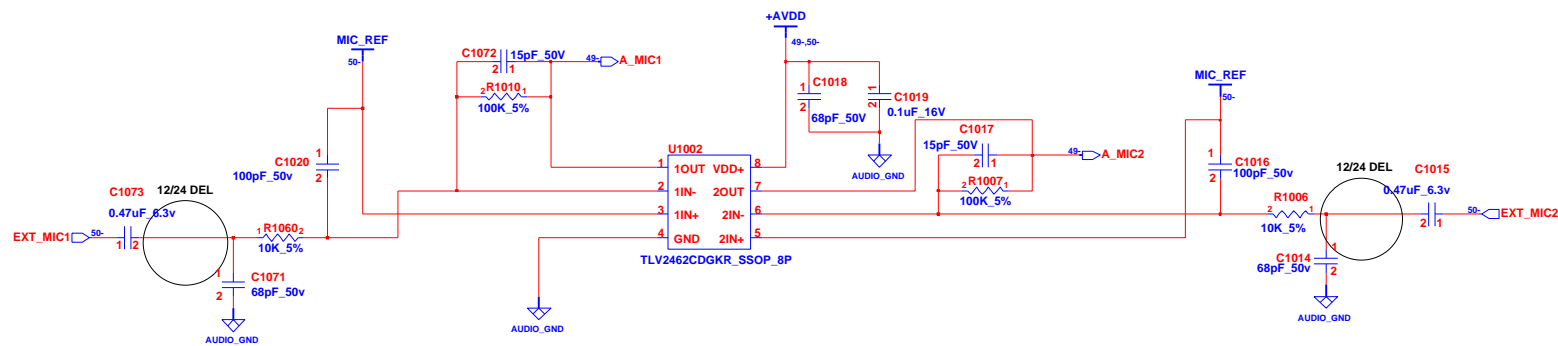 +AVDD
49-,50-
MIC_REF
50-
C1072
15pF_50V
2 1
49-
A_MIC1
2 R1010 1
100K_5%
C1018
1
2
68pF_50V
1
2
C1019
0.1uF_16V
AUDIO_GND
MIC_REF
50-
C1017
15pF_50V
2 1
49-
A_MIC2
2 R1007 1
100K_5%
C1020
1
2
100pF_50v
U1002
1 1OUT VDD+ 8
2 1IN- 2OUT 7
3 1IN+ 2IN- 6
4 GND 2IN+ 5
TLV2462CDGKR_SSOP_8P
1
2
C1016
100pF_50v
12/24 DEL
C1073
0.47uF_6.3v
EXT_MIC1
50-
1 2
1 R1060 2
10K_5%
1
2
C1071
68pF_50v
AUDIO_GND
AUDIO_GND
12/24 DEL
C1015
0.47uF_6.3v
R1006
2 1
10K_5%
2 1
50-
EXT_MIC2
1
2
C1014
68pF_50v
AUDIO_GND